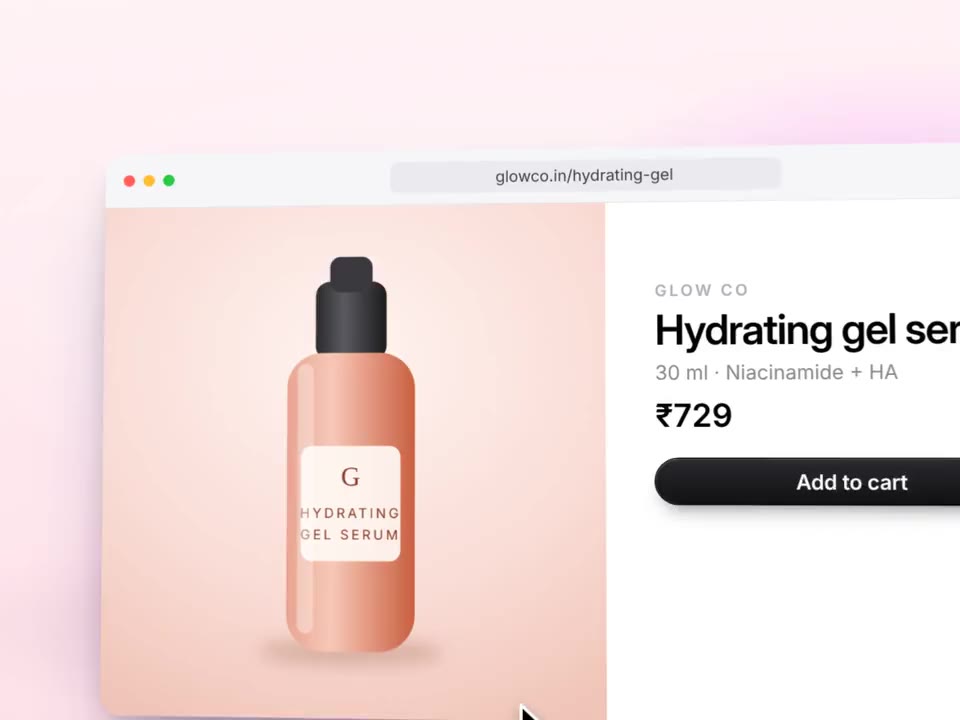 glowco.in/hydrating-gel
G
HYDRATING
GEL SERUM
GLOW CO
Hydrating gel ser
30 ml · Niacinamide + HA
₹729
Add to cart